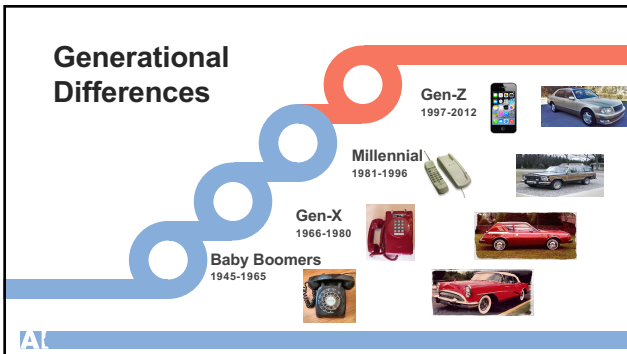 Generational
Differences
Gen-Z
1997-2012
Millennial
1981-1996
Gen-X
1966-1980
Baby Boomers
1945-1965